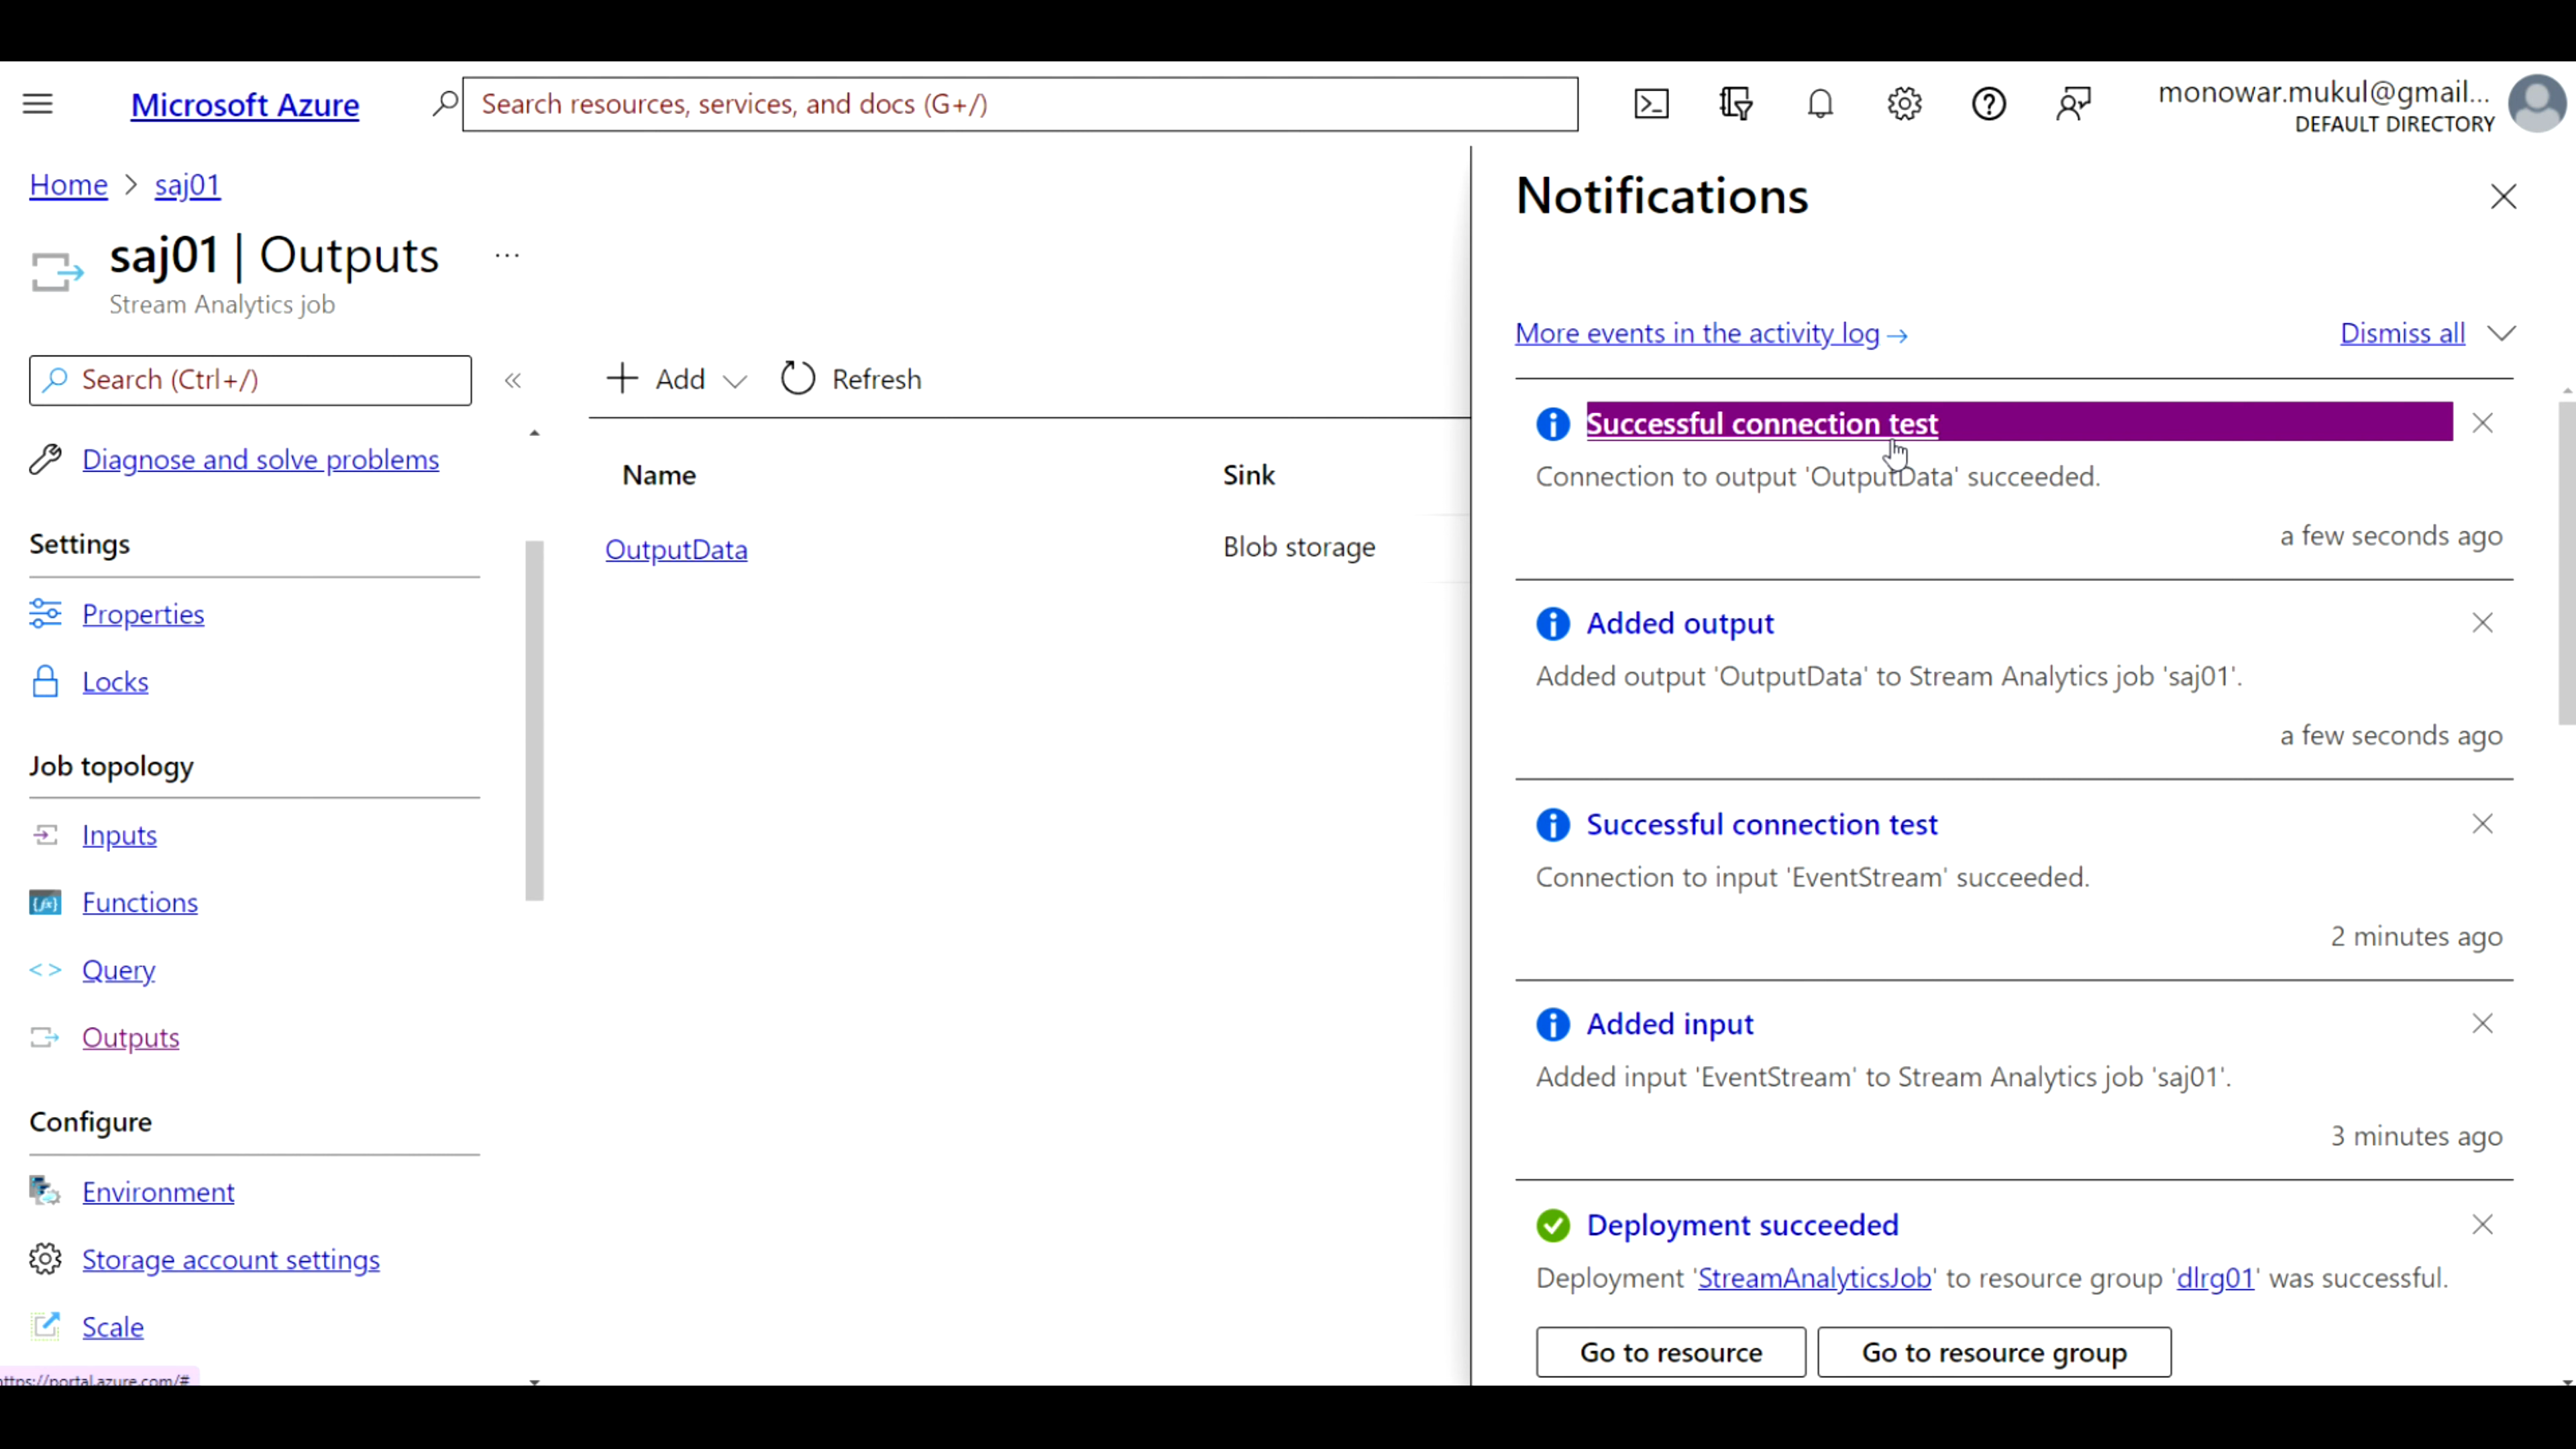 Microsoft Azure
Search resources, services, and docs (G+/)
monowar.mukul@gmail...
DEFAULT DIRECTORY
Home > saj01
saj01 | Outputs ...
Stream Analytics job
Search (Ctrl+/)
Diagnose and solve problems
Settings
Properties
Locks
Job topology
Inputs
Functions
Query
Outputs
Configure
Environment
Storage account settings
Scale
https://portal.azure.com/#
Add
Refresh
Name Sink
OutputData Blob storage
Notifications
More events in the activity log →
Dismiss all
Successful connection test
Connection to output 'OutputData' succeeded.
a few seconds ago
Added output
Added output 'OutputData' to Stream Analytics job 'saj01'.
a few seconds ago
Successful connection test
Connection to input 'EventStream' succeeded.
2 minutes ago
Added input
Added input 'EventStream' to Stream Analytics job 'saj01'.
3 minutes ago
Deployment succeeded
Deployment 'StreamAnalyticsJob' to resource group 'dlrg01' was successful.
Go to resource
Go to resource group